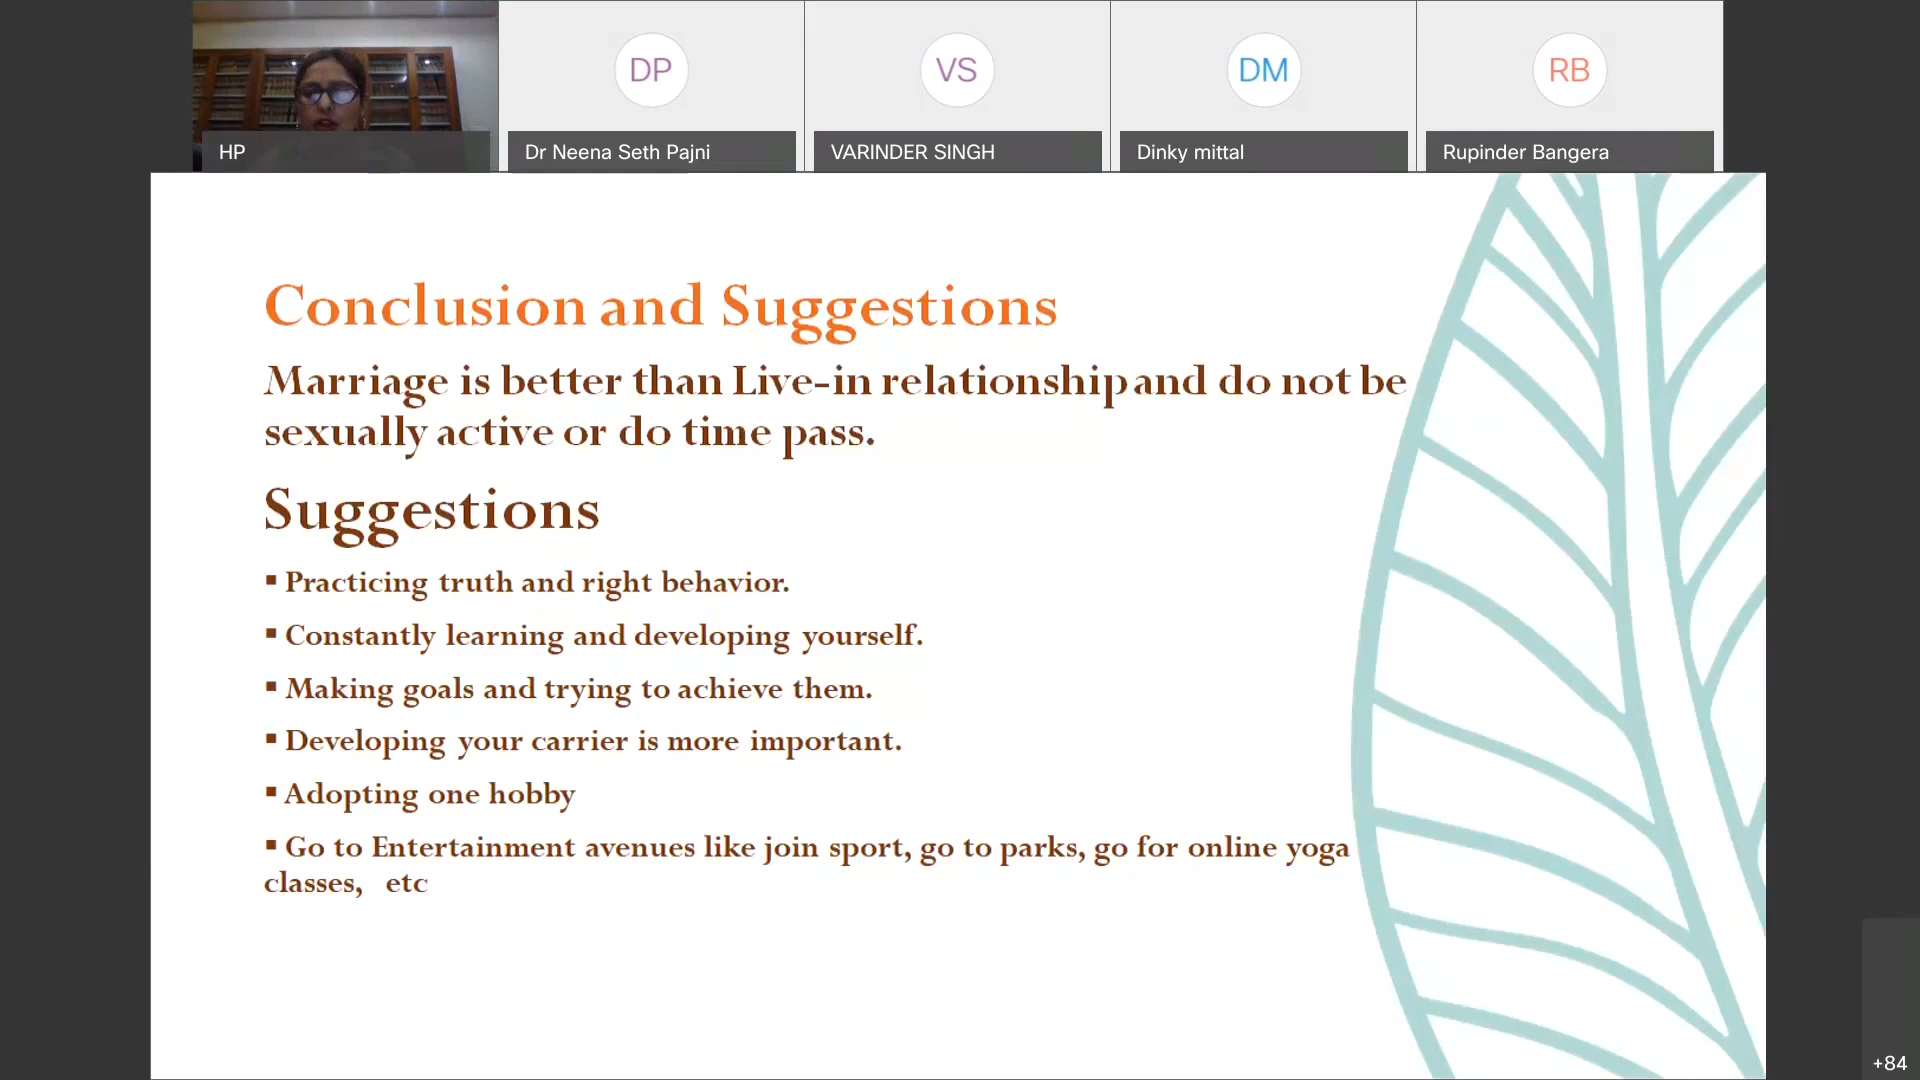 DP
VS
DM
RB
HP
Dr Neena Seth Pajni
VARINDER SINGH
Dinky mittal
Rupinder Bangera
Conclusion and Suggestions
Marriage is better than Live-in relationship and do not be
sexually active or do time pass.
Suggestions
▪ Practicing truth and right behavior.
▪ Constantly learning and developing yourself.
▪ Making goals and trying to achieve them.
▪ Developing your carrier is more important.
▪ Adopting one hobby
▪ Go to Entertainment avenues like join sport, go to parks, go for online yoga
classes, etc
+84